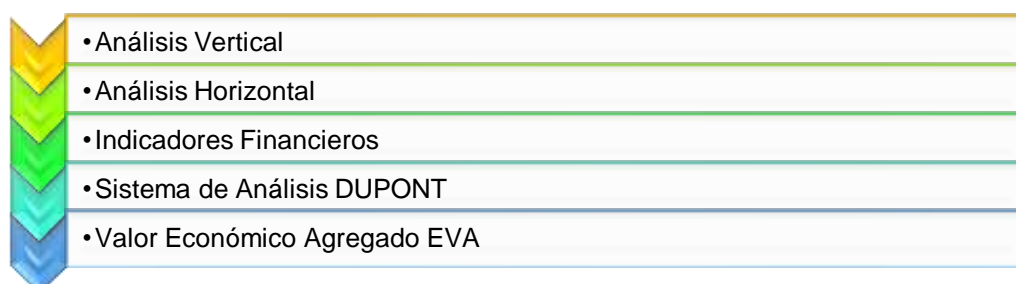 •Análisis Vertical
•Análisis Horizontal
•Indicadores Financieros
•Sistema de Análisis DUPONT
•Valor Económico Agregado EVA